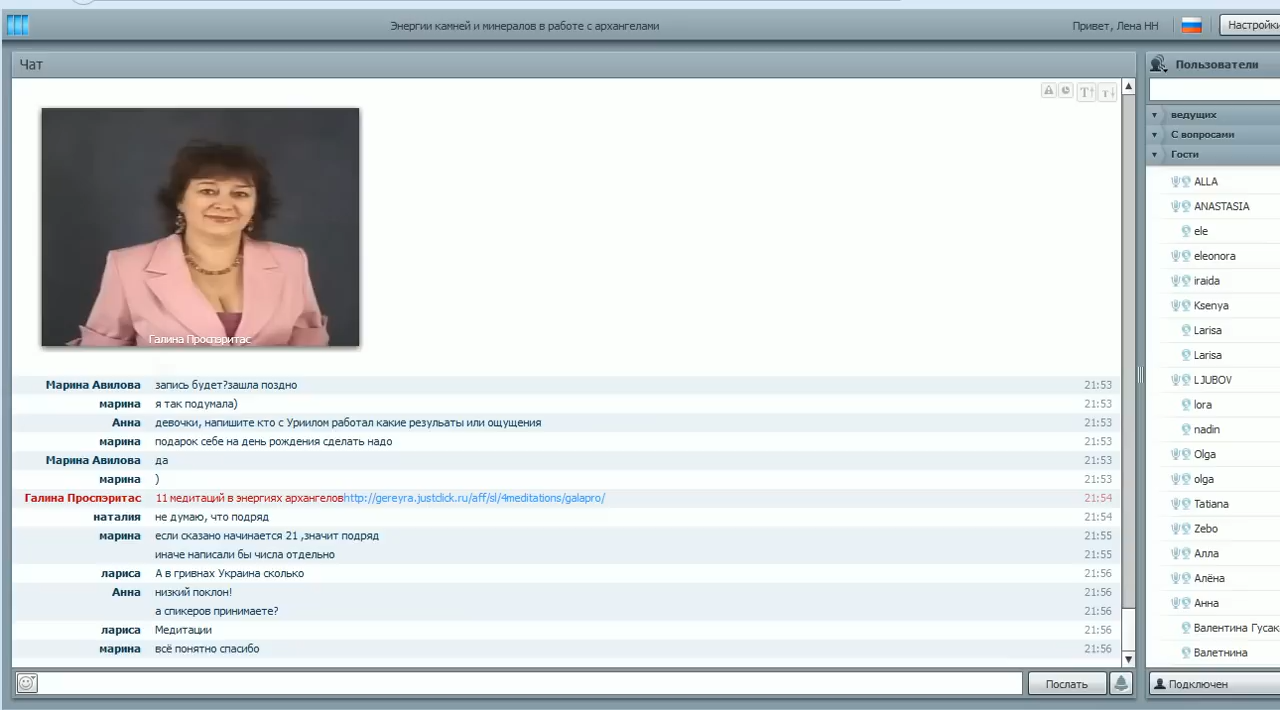 Энергии камней и минералов в работе с архангелами
Привет, Лена НН
Настройки
Чат
Пользователи
Галина Проспэритас
Марина Авилова запись будет?зашла поздно 21:53
марина я так подумала) 21:53
Анна девочки, напишите кто с Уриилом работал какие резульаты или ощущения 21:53
марина подарок себе на день рождения сделать надо 21:53
Марина Авилова да 21:53
марина ) 21:53
Галина Проспэритас 11 медитаций в энергиях архангеловhttp://gereyra.justclick.ru/aff/sl/4meditations/galapro/ 21:54
наталия не думаю, что подряд 21:54
марина если сказано начинается 21 ,значит подряд 21:55
иначе написали бы числа отдельно 21:55
лариса А в гривнах Украина сколько 21:56
Анна низкий поклон! 21:56
а спикеров принимаете? 21:56
лариса Медитации 21:56
марина всё понятно спасибо 21:56
Послать
ведущих
С вопросами
Гости
ALLA
ANASTASIA
ele
eleonora
iraida
Ksenya
Larisa
Larisa
LJUBOV
lora
nadin
Olga
olga
Tatiana
Zebo
Алла
Алёна
Анна
Валентина Гусак
Валетнина
Подключен